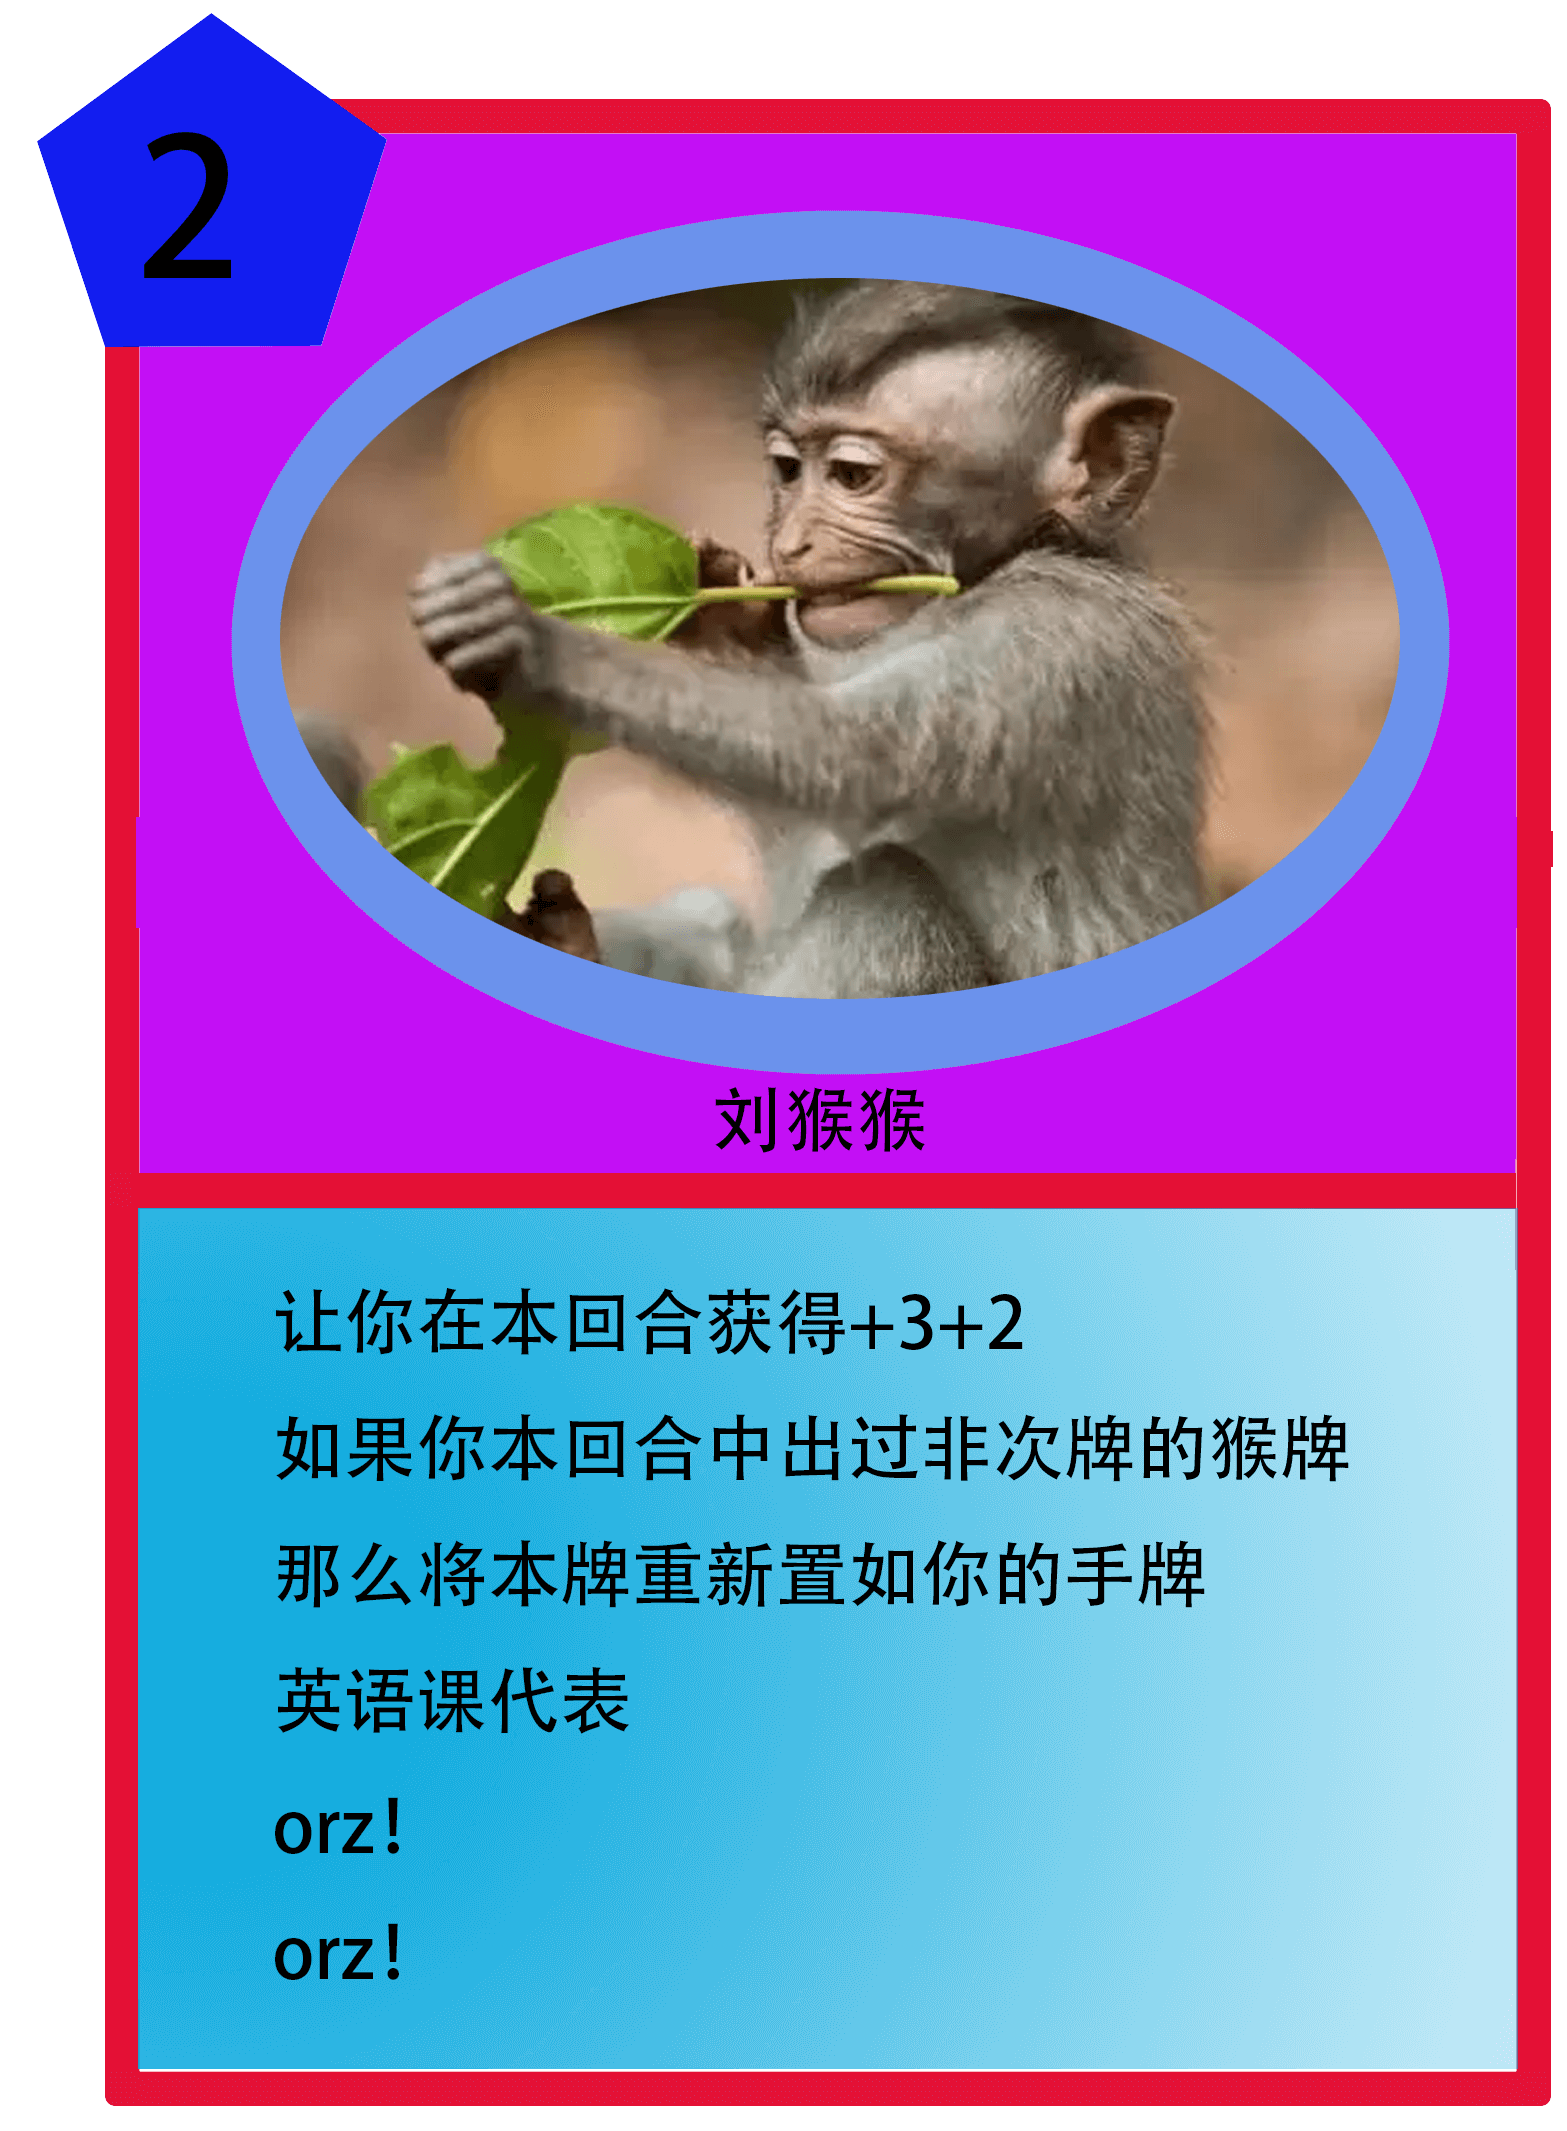 2
刘猴猴
让你在本回合获得+3+2
如果你本回合中出过非次牌的猴牌
那么将本牌重新置如你的手牌
英语课代表
orz!
orz!